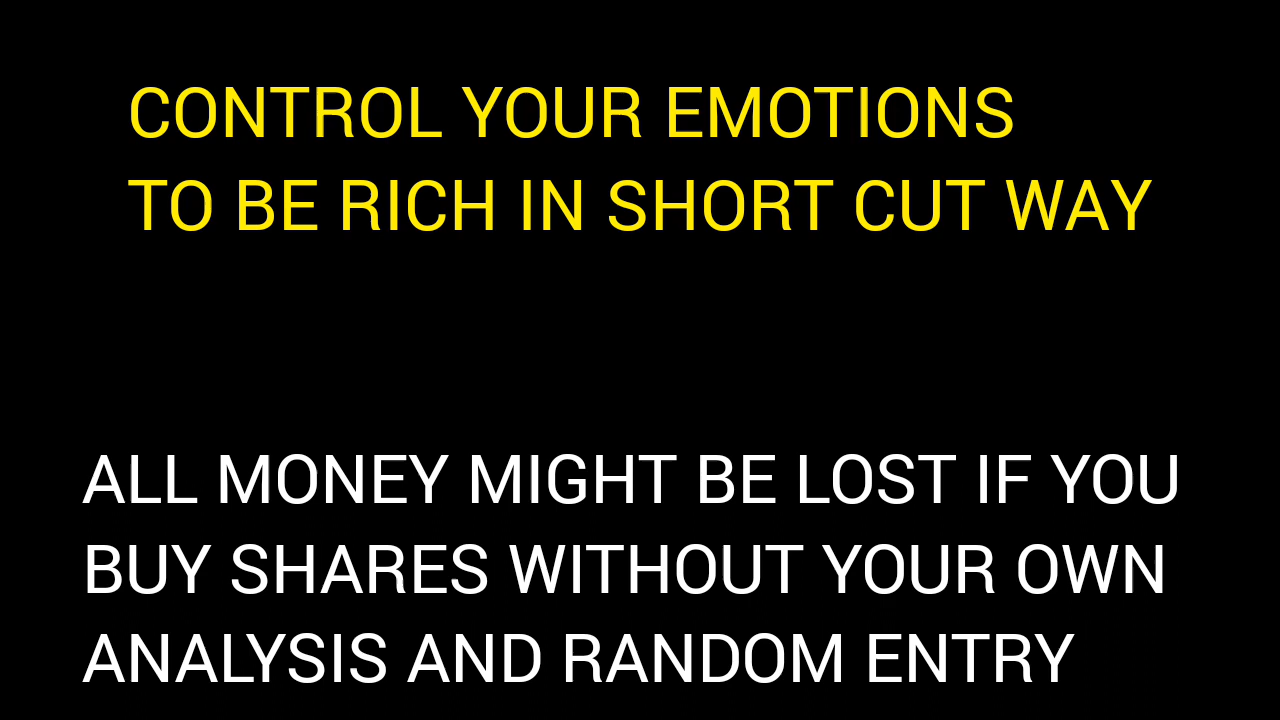 CONTROL YOUR EMOTIONS
TO BE RICH IN SHORT CUT WAY
ALL MONEY MIGHT BE LOST IF YOU
BUY SHARES WITHOUT YOUR OWN
ANALYSIS AND RANDOM ENTRY